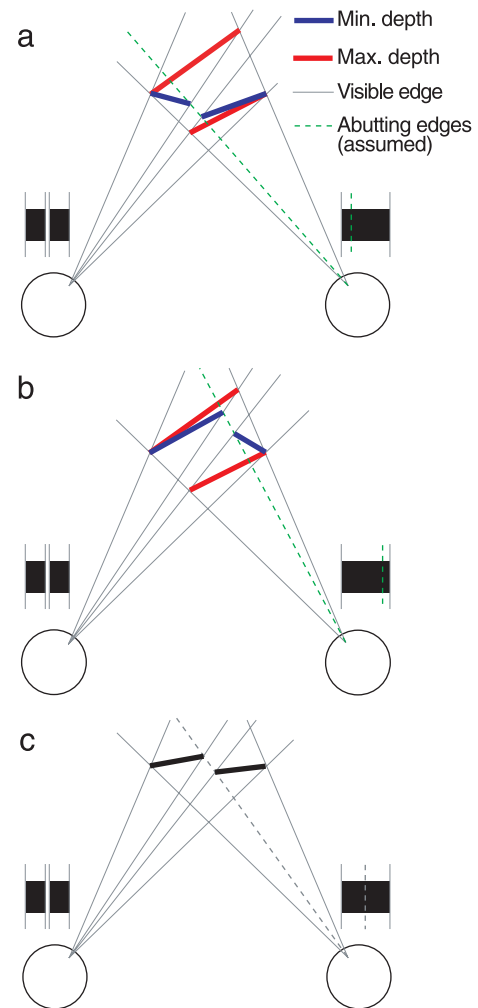 a
Min. depth
Max. depth
Visible edge
Abutting edges
(assumed)
b
c